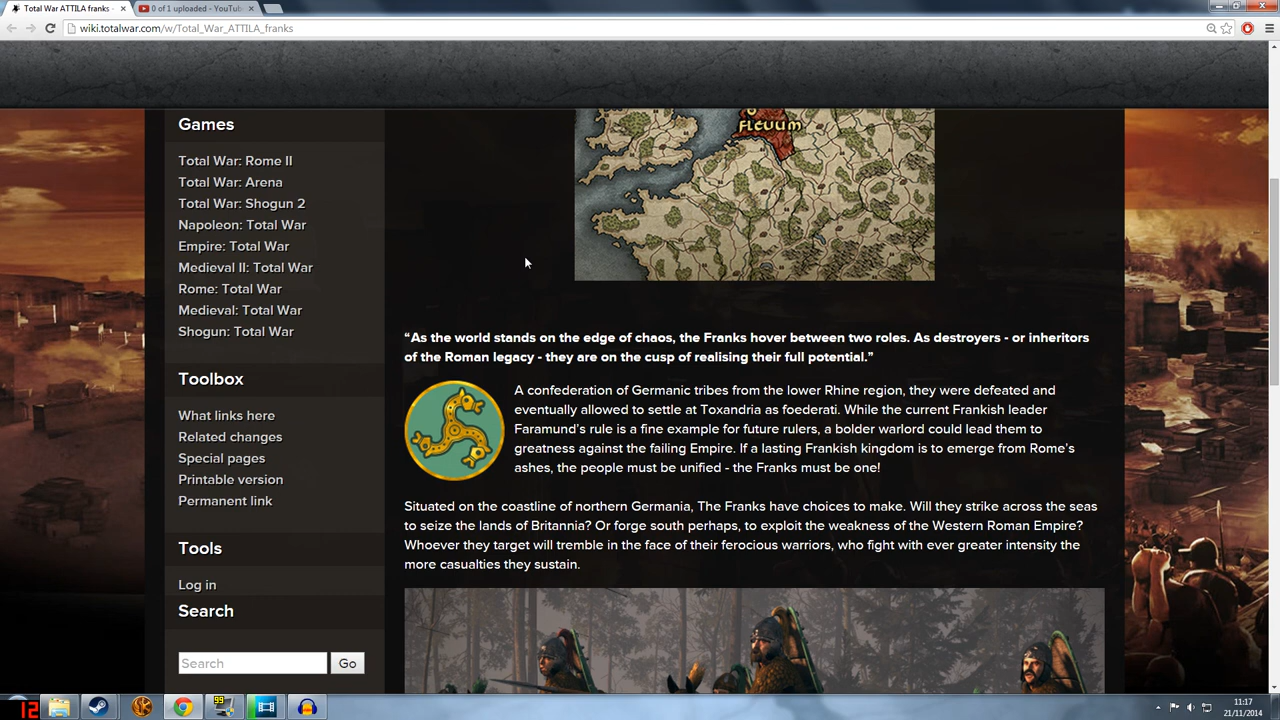 Total War ATTILA franks -
0 of 1 uploaded - YouTub
wiki.totalwar.com/w/Total_War_ATTILA_franks
Games
Total War: Rome II
Total War: Arena
Total War: Shogun 2
Napoleon: Total War
Empire: Total War
Medieval II: Total War
Rome: Total War
Medieval: Total War
Shogun: Total War
Toolbox
What links here
Related changes
Special pages
Printable version
Permanent link
Tools
Log in
Search
Search
Go
FLEUUM
“As the world stands on the edge of chaos, the Franks hover between two roles. As destroyers - or inheritors
of the Roman legacy - they are on the cusp of realising their full potential.”
A confederation of Germanic tribes from the lower Rhine region, they were defeated and
eventually allowed to settle at Toxandria as foederati. While the current Frankish leader
Faramund’s rule is a fine example for future rulers, a bolder warlord could lead them to
greatness against the failing Empire. If a lasting Frankish kingdom is to emerge from Rome’s
ashes, the people must be unified - the Franks must be one!
Situated on the coastline of northern Germania, The Franks have choices to make. Will they strike across the seas
to seize the lands of Britannia? Or forge south perhaps, to exploit the weakness of the Western Roman Empire?
Whoever they target will tremble in the face of their ferocious warriors, who fight with ever greater intensity the
more casualties they sustain.
12
99
11:17
21/11/2014